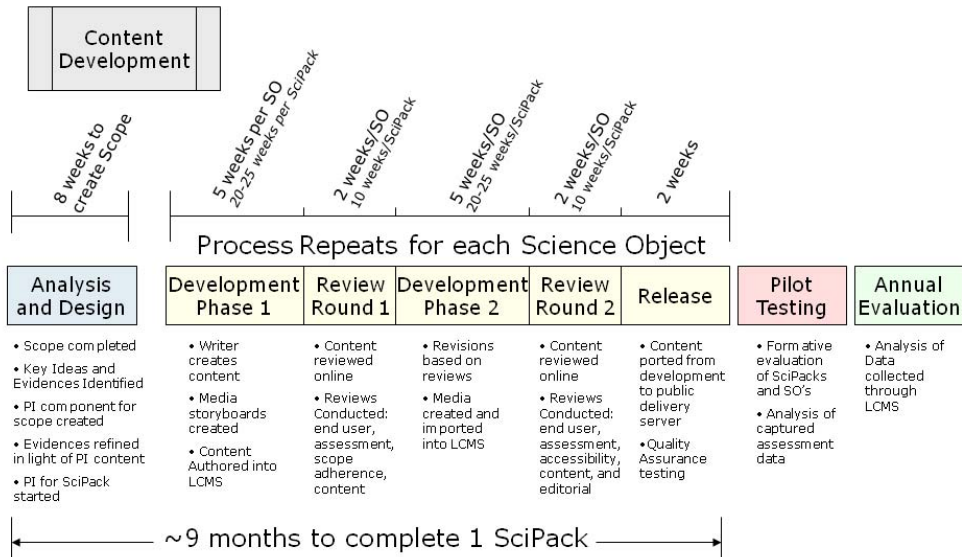 Content
Development
8 weeks to
create Scope
5 weeks per SO
20-25 weeks per SciPack
2 weeks/SO
10 weeks/SciPack
5 weeks/SO
20-25 weeks/SciPack
2 weeks/SO
10 weeks/SciPack
2 weeks
Process Repeats for each Science Object
Analysis
and Design
Development
Phase 1
Review
Round 1
Development
Phase 2
Review
Round 2
Release
Pilot
Testing
Annual
Evaluation
• Scope completed
• Key Ideas and
Evidences Identified
• PI component for
scope created
• Evidences refined
in light of PI content
• PI for SciPack
started
• Writer
creates
content
• Media
storyboards
created
• Content
Authored into
LCMS
• Content
reviewed
online
• Reviews
Conducted:
end user,
assessment,
scope
adherence,
content
• Revisions
based on
reviews
• Media
created and
imported
into LCMS
• Content
reviewed
online
• Reviews
Conducted:
end user,
assessment,
accessibility,
content, and
editorial
• Content
ported from
development
to public
delivery
server
• Quality
Assurance
testing
• Formative
evaluation
of SciPacks
and SO's
• Analysis of
captured
assessment
data
• Analysis of
Data
collected
through
LCMS
~9 months to complete 1 SciPack